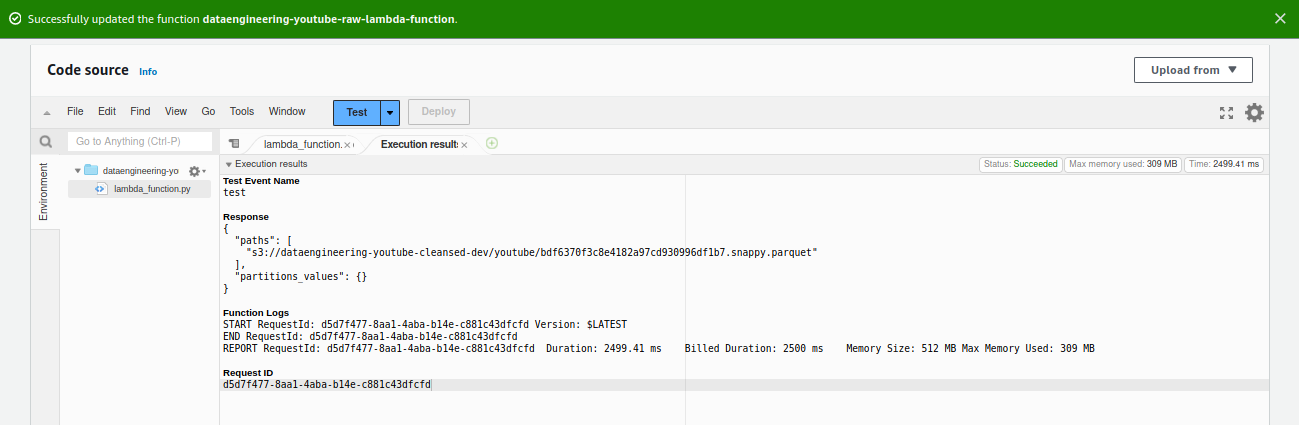 Successfully updated the function dataengineering-youtube-raw-lambda-function.
Code source Info
Upload from
File Edit Find View Go Tools Window Test Deploy
Go to Anything (Ctrl-P)
lambda_function.
Execution results
Environment
dataengineering-yo
lambda_function.py
Execution results
Status: Succeeded Max memory used: 309 MB Time: 2499.41 ms
Test Event Name
test
Response
{
"paths": [
"s3://dataengineering-youtube-cleansed-dev/youtube/bdf6370f3c8e4182a97cd930996df1b7.snappy.parquet"
],
"partitions_values": {}
}
Function Logs
START RequestId: d5d7f477-8aa1-4aba-b14e-c881c43dfcfd Version: $LATEST
END RequestId: d5d7f477-8aa1-4aba-b14e-c881c43dfcfd
REPORT RequestId: d5d7f477-8aa1-4aba-b14e-c881c43dfcfd Duration: 2499.41 ms Billed Duration: 2500 ms Memory Size: 512 MB Max Memory Used: 309 MB
Request ID
d5d7f477-8aa1-4aba-b14e-c881c43dfcfd